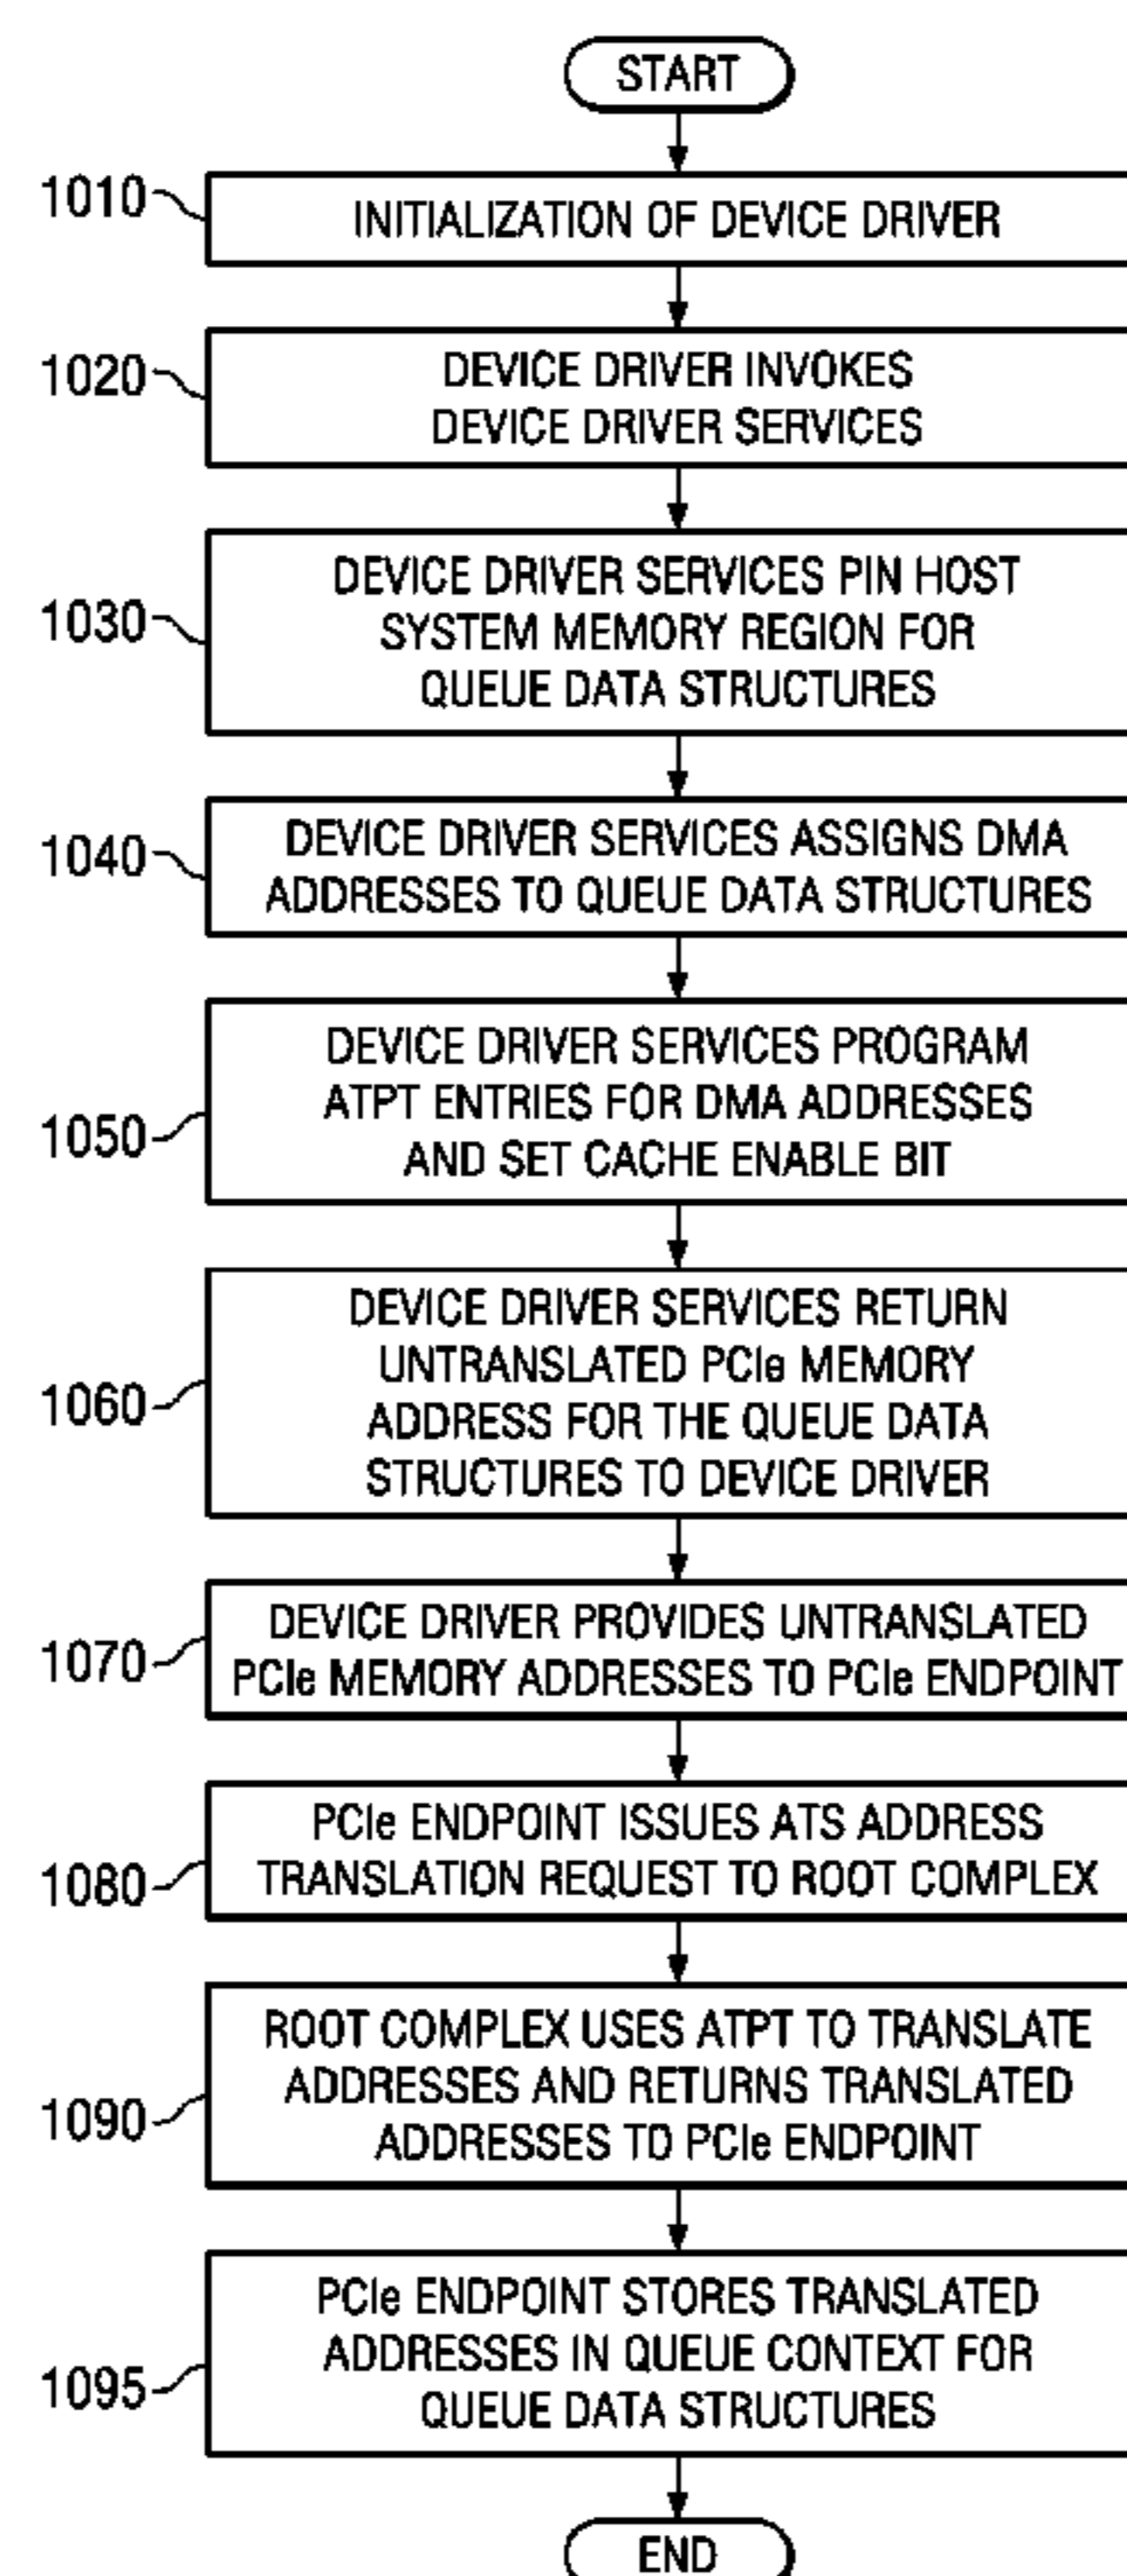 START
1010
INITIALIZATION OF DEVICE DRIVER
1020
DEVICE DRIVER INVOKES
DEVICE DRIVER SERVICES
1030
DEVICE DRIVER SERVICES PIN HOST
SYSTEM MEMORY REGION FOR
QUEUE DATA STRUCTURES
1040
DEVICE DRIVER SERVICES ASSIGNS DMA
ADDRESSES TO QUEUE DATA STRUCTURES
1050
DEVICE DRIVER SERVICES PROGRAM
ATPT ENTRIES FOR DMA ADDRESSES
AND SET CACHE ENABLE BIT
1060
DEVICE DRIVER SERVICES RETURN
UNTRANSLATED PCIe MEMORY
ADDRESS FOR THE QUEUE DATA
STRUCTURES TO DEVICE DRIVER
1070
DEVICE DRIVER PROVIDES UNTRANSLATED
PCIe MEMORY ADDRESSES TO PCIe ENDPOINT
1080
PCIe ENDPOINT ISSUES ATS ADDRESS
TRANSLATION REQUEST TO ROOT COMPLEX
1090
ROOT COMPLEX USES ATPT TO TRANSLATE
ADDRESSES AND RETURNS TRANSLATED
ADDRESSES TO PCIe ENDPOINT
1095
PCIe ENDPOINT STORES TRANSLATED
ADDRESSES IN QUEUE CONTEXT FOR
QUEUE DATA STRUCTURES
END